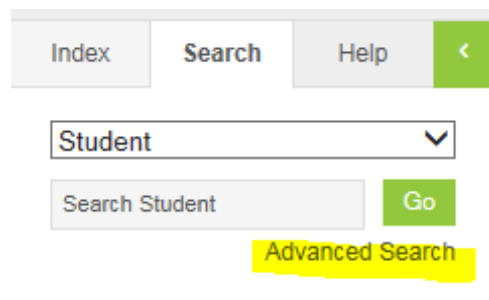 Index Search Help <
Student
Search Student Go
Advanced Search